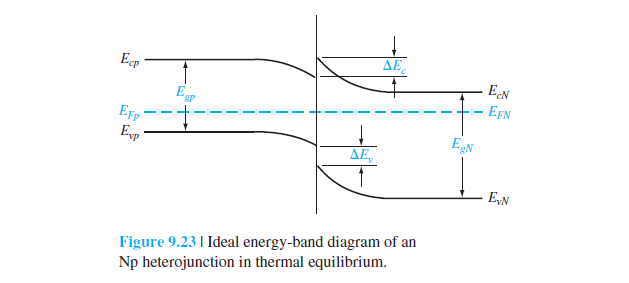 E_cp
ΔE_c
E_gp
E_cN
E_Fp
E_FN
E_vp
ΔE_v
E_gN
E_vN
Figure 9.23 | Ideal energy-band diagram of an
Np heterojunction in thermal equilibrium.